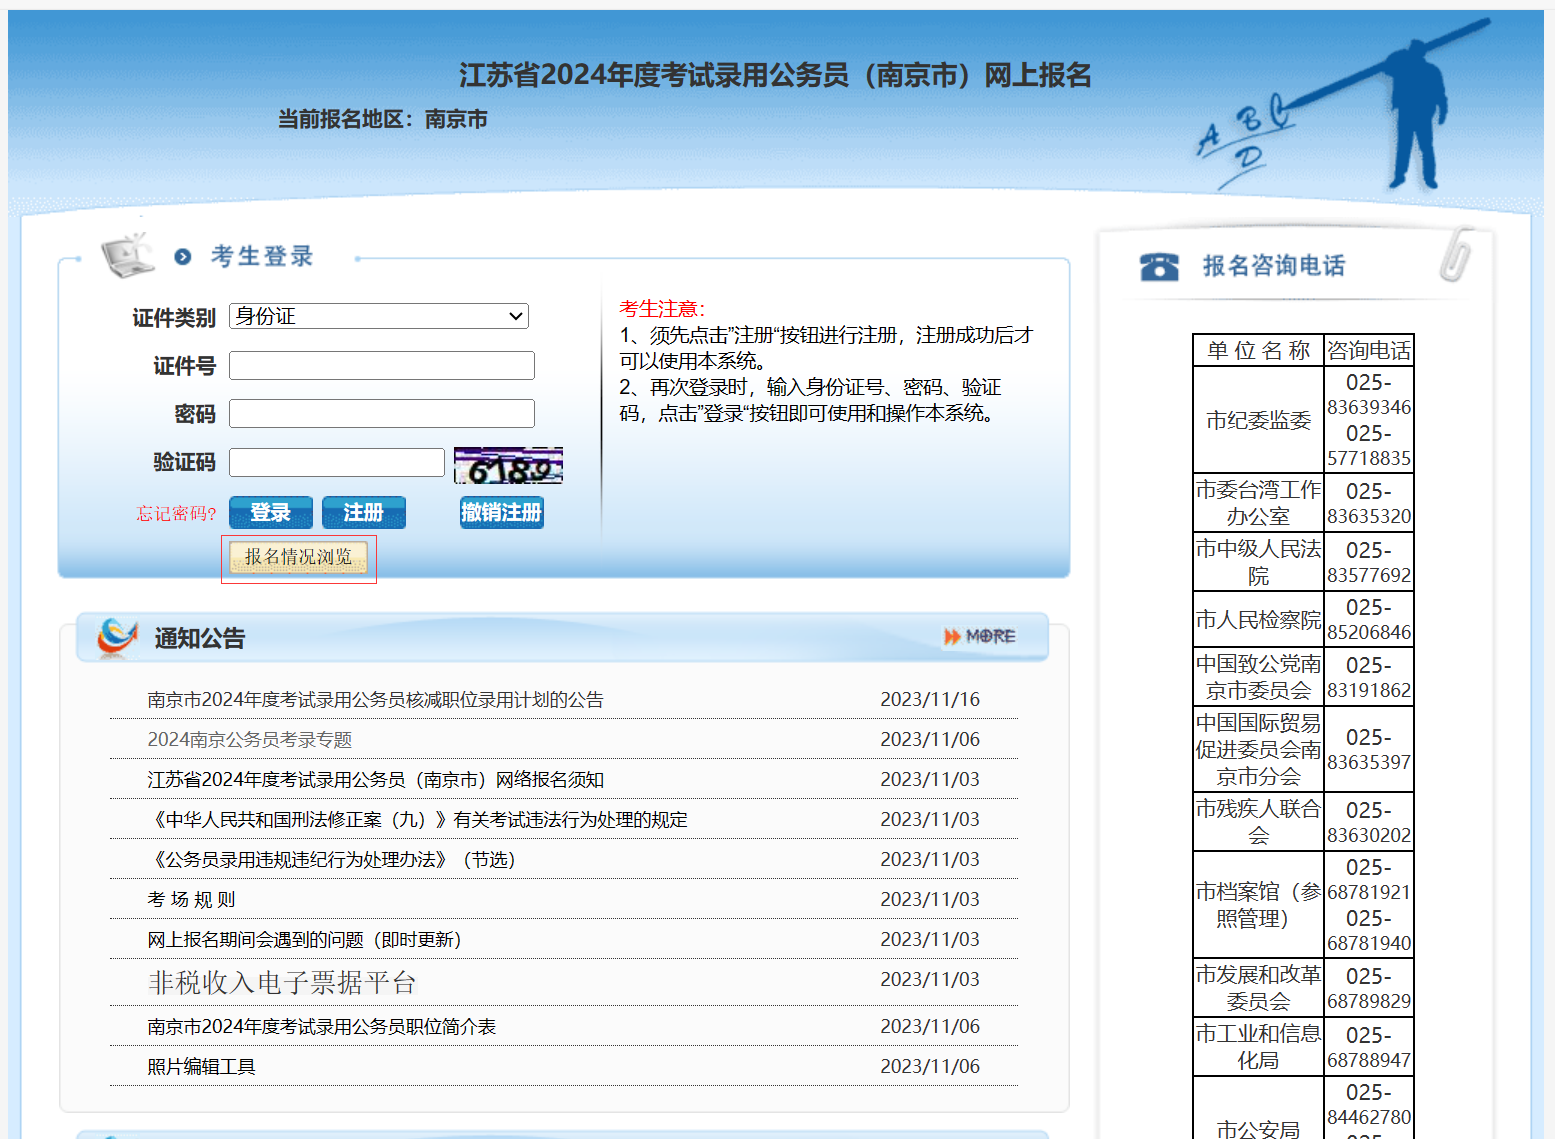 江苏省2024年度考试录用公务员（南京市）网上报名
当前报名地区：南京市
A B C
D
考生登录
证件类别 身份证
证件号
密码
验证码 6189
忘记密码? 登录 注册 撤销注册
报名情况浏览
考生注意：
1、须先点击”注册“按钮进行注册，注册成功后才
可以使用本系统。
2、再次登录时，输入身份证号、密码、验证
码，点击”登录“按钮即可使用和操作本系统。
通知公告
MORE
南京市2024年度考试录用公务员核减职位录用计划的公告 2023/11/16
2024南京公务员考录专题 2023/11/06
江苏省2024年度考试录用公务员（南京市）网络报名须知 2023/11/03
《中华人民共和国刑法修正案（九）》有关考试违法行为处理的规定 2023/11/03
《公务员录用违规违纪行为处理办法》（节选） 2023/11/03
考 场 规 则 2023/11/03
网上报名期间会遇到的问题（即时更新） 2023/11/03
非税收入电子票据平台 2023/11/03
南京市2024年度考试录用公务员职位简介表 2023/11/06
照片编辑工具 2023/11/06
报名咨询电话
单 位 名 称 咨询电话
市纪委监委
025-
83639346
025-
57718835
市委台湾工作
办公室
025-
83635320
市中级人民法
院
025-
83577692
市人民检察院
025-
85206846
中国致公党南
京市委员会
025-
83191862
中国国际贸易
促进委员会南
京市分会
025-
83635397
市残疾人联合
会
025-
83630202
市档案馆（参
照管理）
025-
68781921
025-
68781940
市发展和改革
委员会
025-
68789829
市工业和信息
化局
025-
68788947
市公安局
025-
84462780
025-